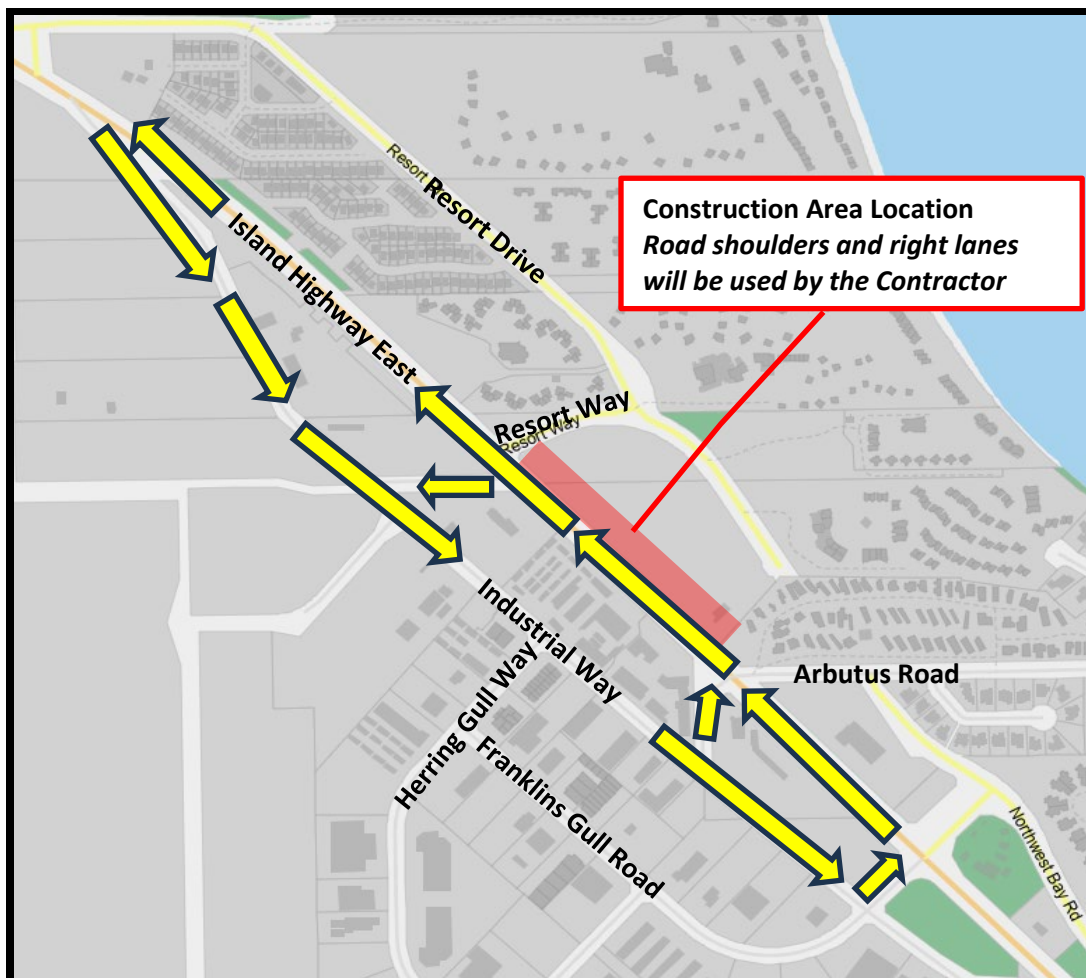 Resort
Resort Drive
Construction Area Location
Road shoulders and right lanes
will be used by the Contractor
Island Highway East
Resort Way
Resort Way
Industrial Way
Arbutus Road
Herring Gull Way
Franklins Gull Road
Northwest Bay Rd